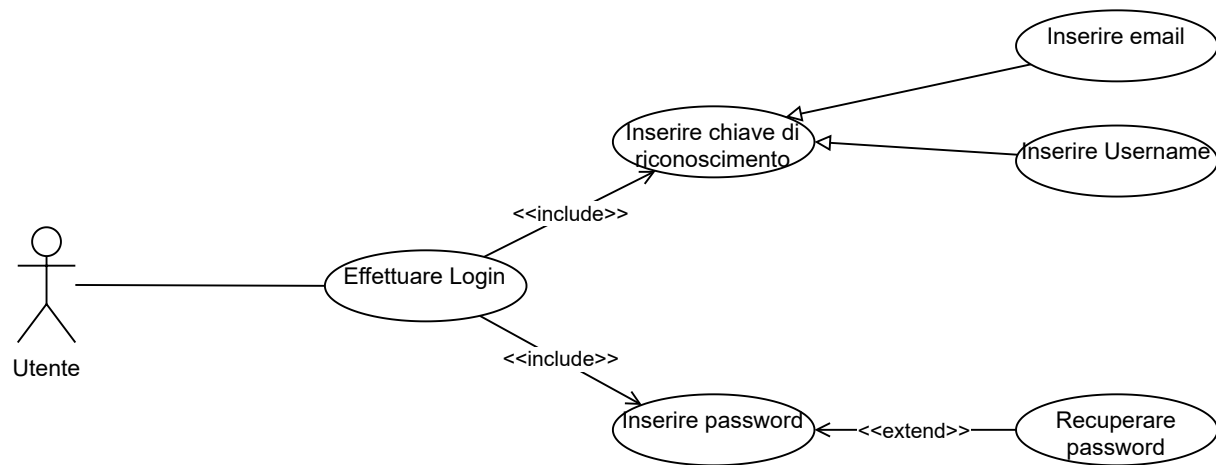 Inserire email
Inserire chiave di
riconoscimento
Inserire Username
<<include>>
Effettuare Login
Utente
<<include>>
Inserire password
<<extend>>
Recuperare
password